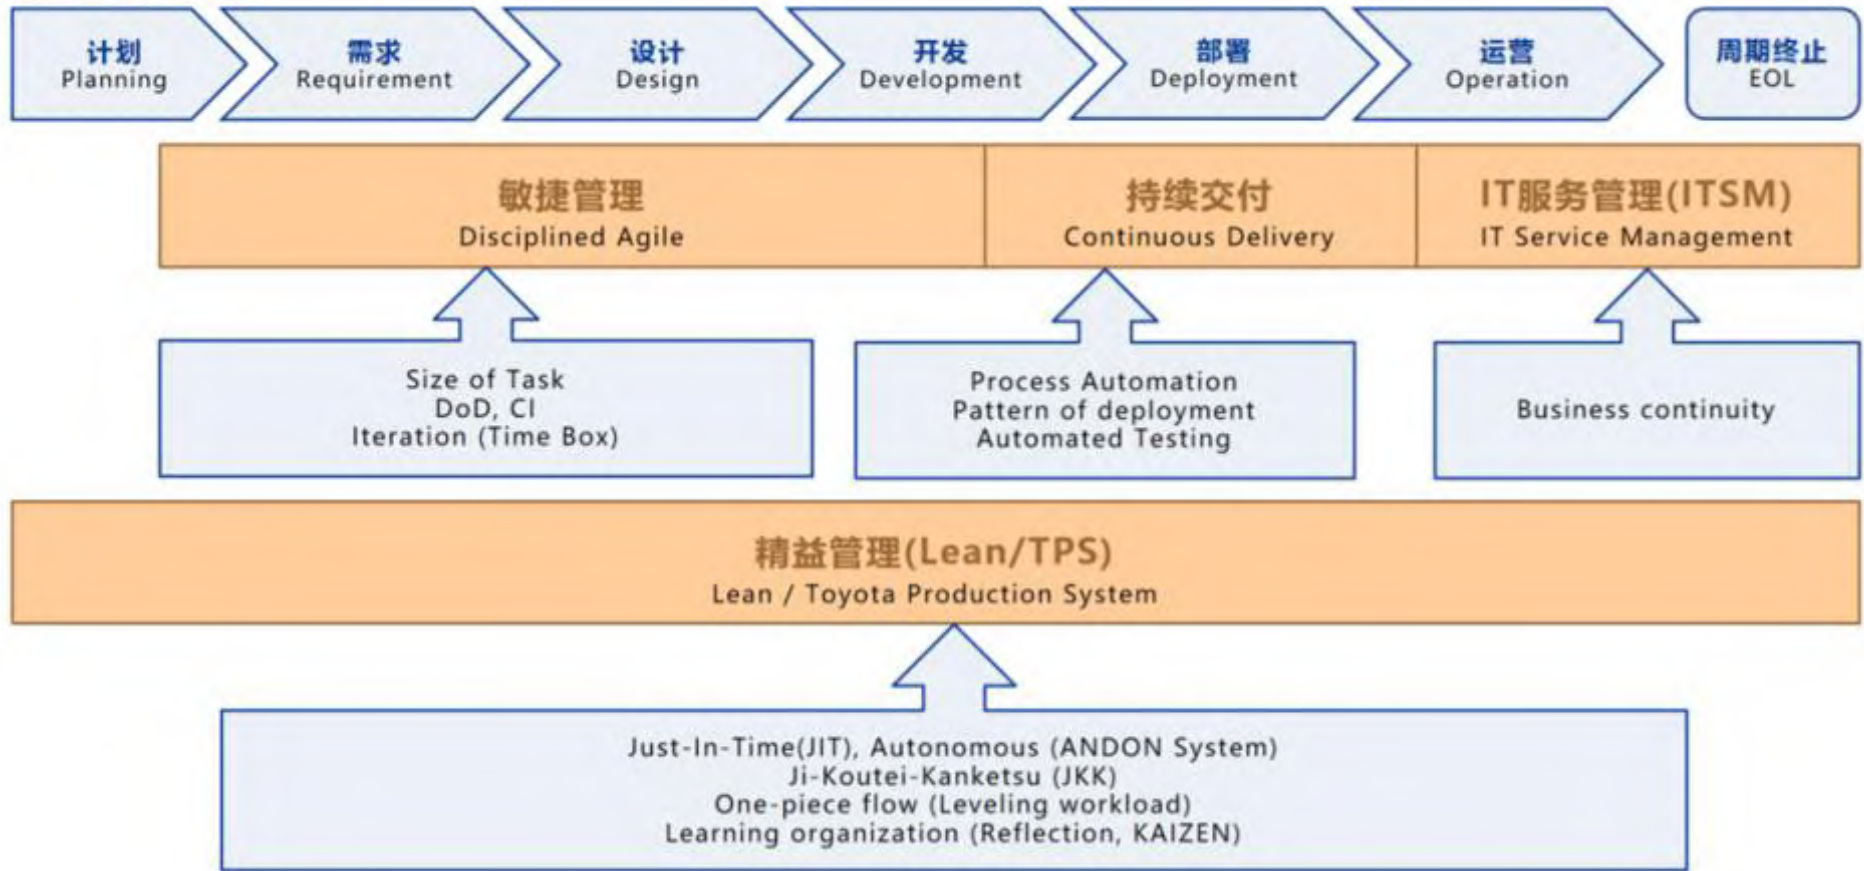 计划
Planning
需求
Requirement
设计
Design
开发
Development
部署
Deployment
运营
Operation
周期终止
EOL
敏捷管理
Disciplined Agile
持续交付
Continuous Delivery
IT服务管理(ITSM)
IT Service Management
Size of Task
DoD, CI
Iteration (Time Box)
Process Automation
Pattern of deployment
Automated Testing
Business continuity
精益管理(Lean/TPS)
Lean / Toyota Production System
Just-In-Time(JIT), Autonomous (ANDON System)
Ji-Koutei-Kanketsu (JKK)
One-piece flow (Leveling workload)
Learning organization (Reflection, KAIZEN)